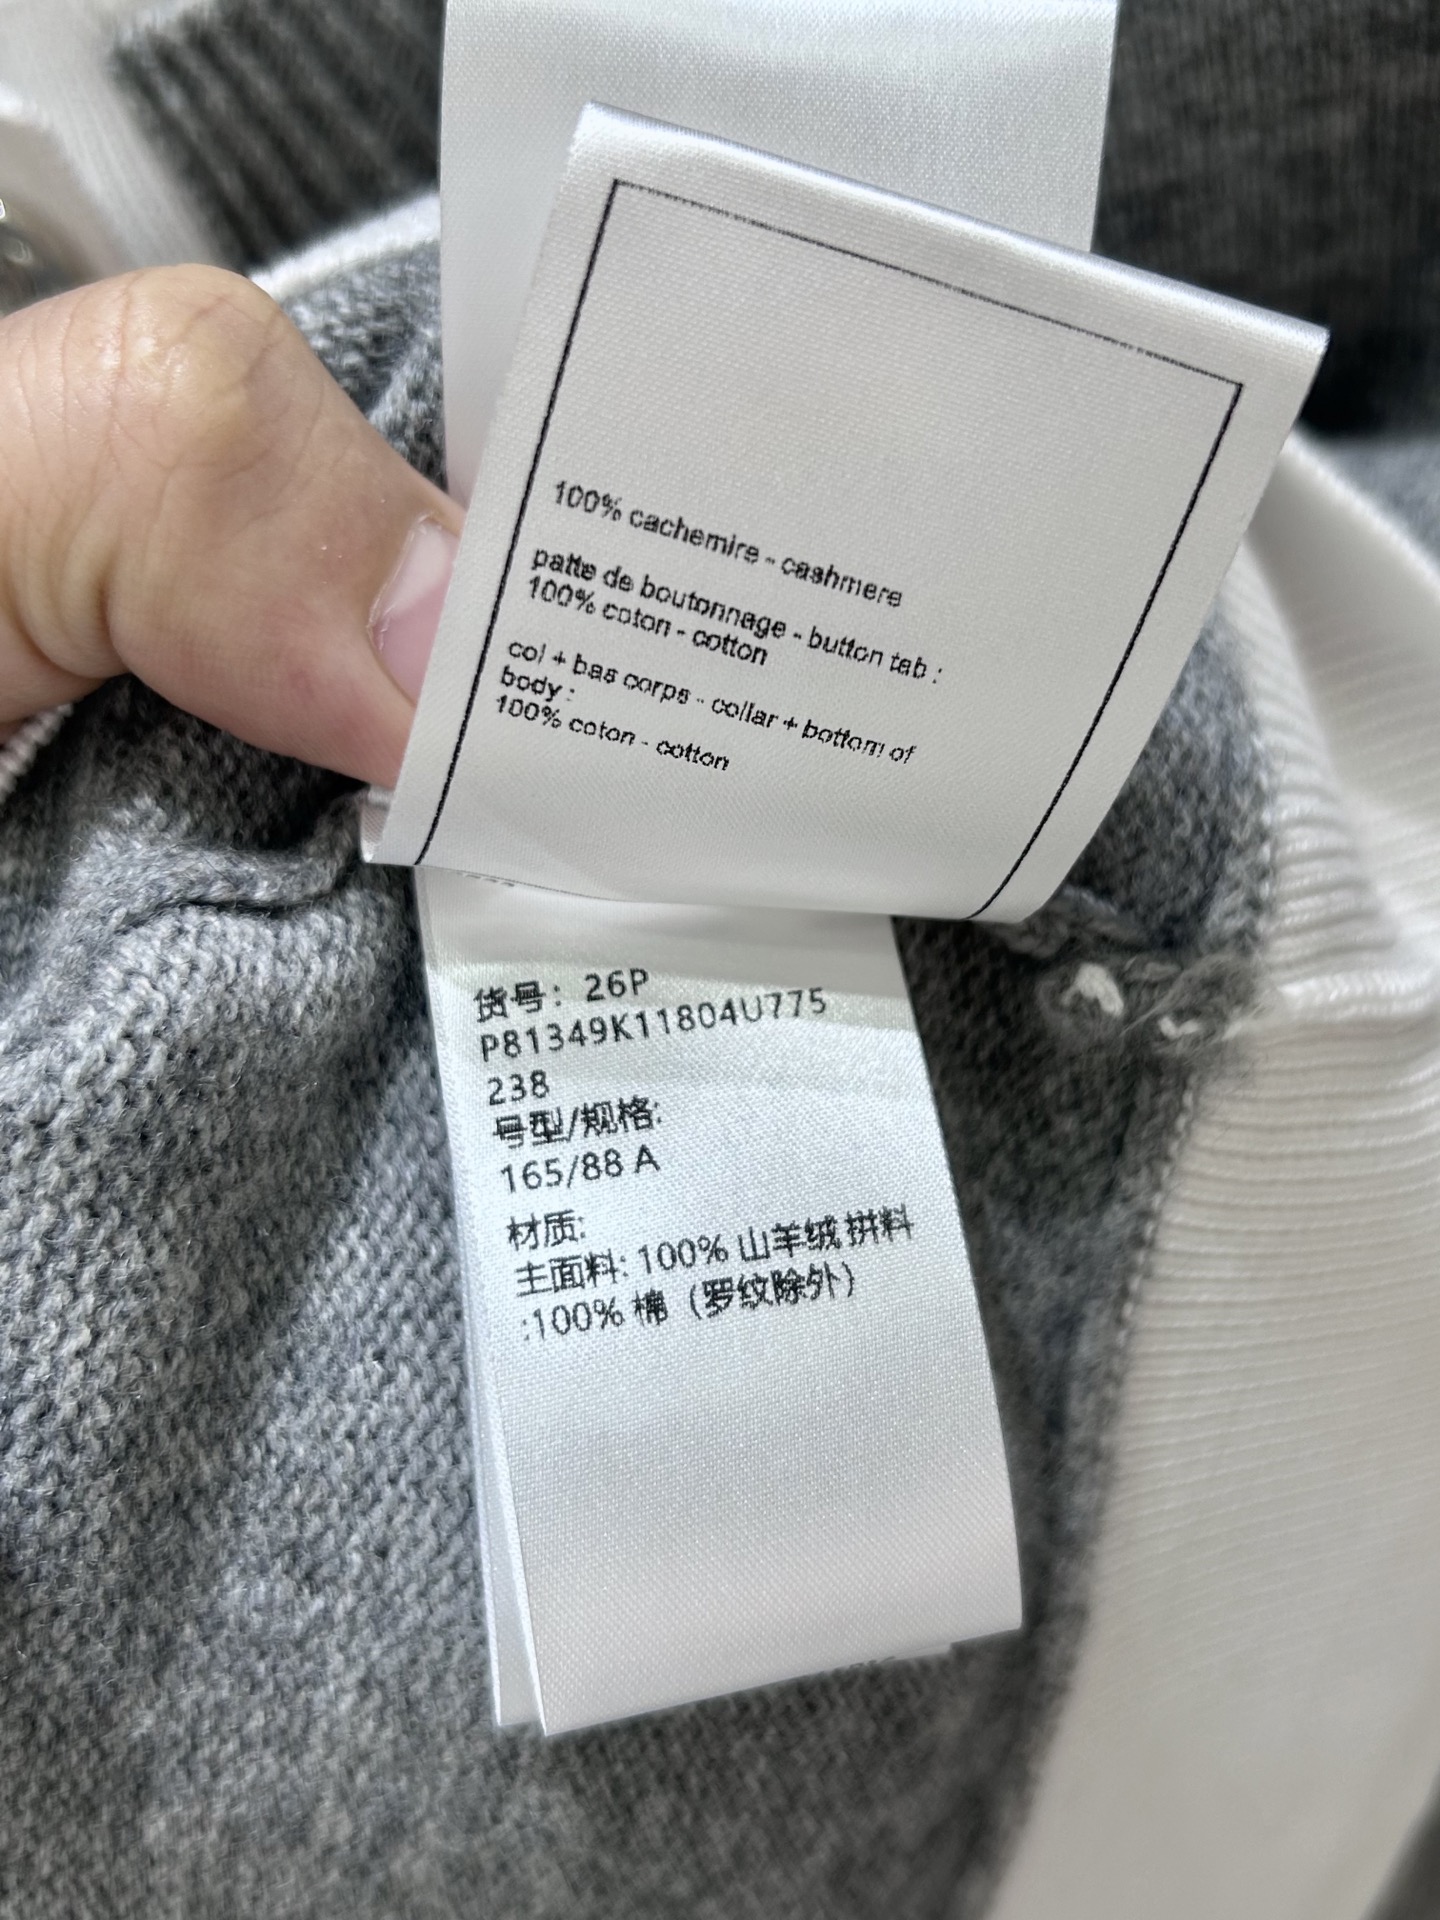 100% cachemire - cashmere
patte de boutonnage - button tab :
100% coton - cotton
col + bas corps - collar + bottom of
body :
100% coton - cotton
货号：26P
P81349K11804U775
238
号型/规格:
165/88 A
材质:
主面料: 100% 山羊绒 拼料
:100% 棉（罗纹除外）